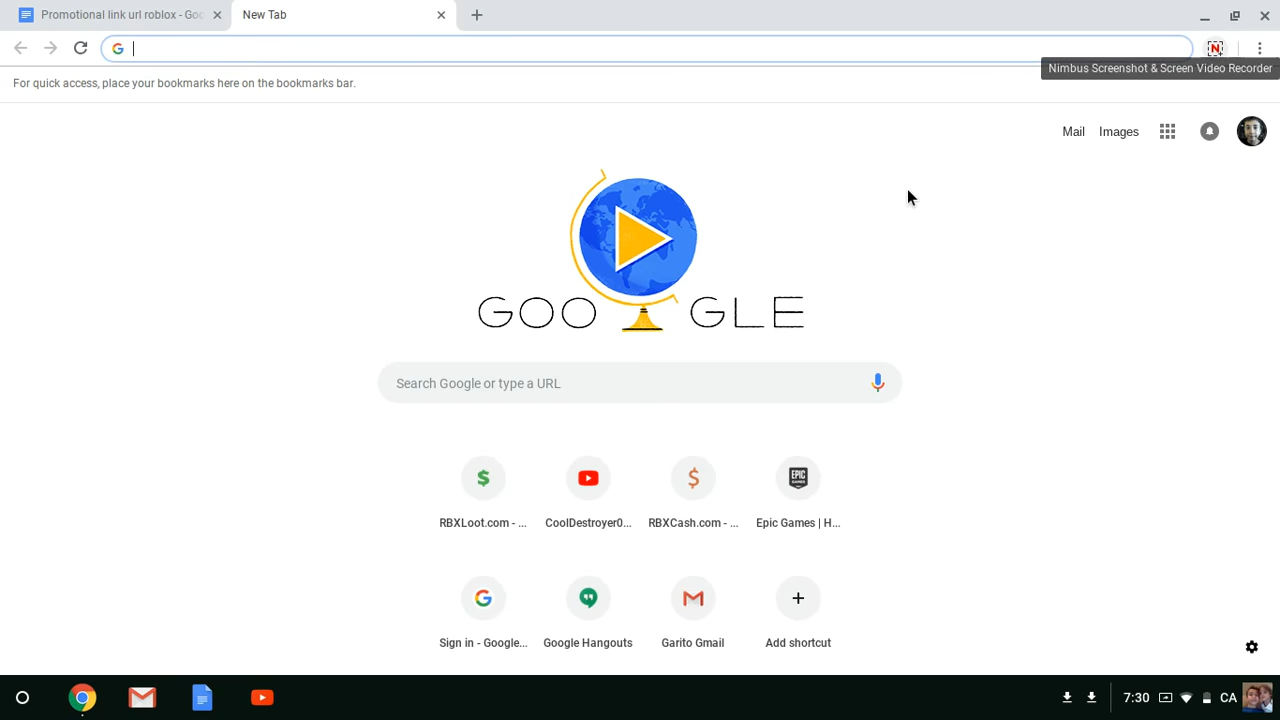 Promotional link url roblox - Goo
New Tab
Nimbus Screenshot & Screen Video Recorder
For quick access, place your bookmarks here on the bookmarks bar.
Mail
Images
GOO GLE
Search Google or type a URL
RBXLoot.com - ...
CoolDestroyer0...
RBXCash.com - ...
EPIC
GAMES
Epic Games | H...
Sign in - Google...
Google Hangouts
Garito Gmail
Add shortcut
7:30
CA